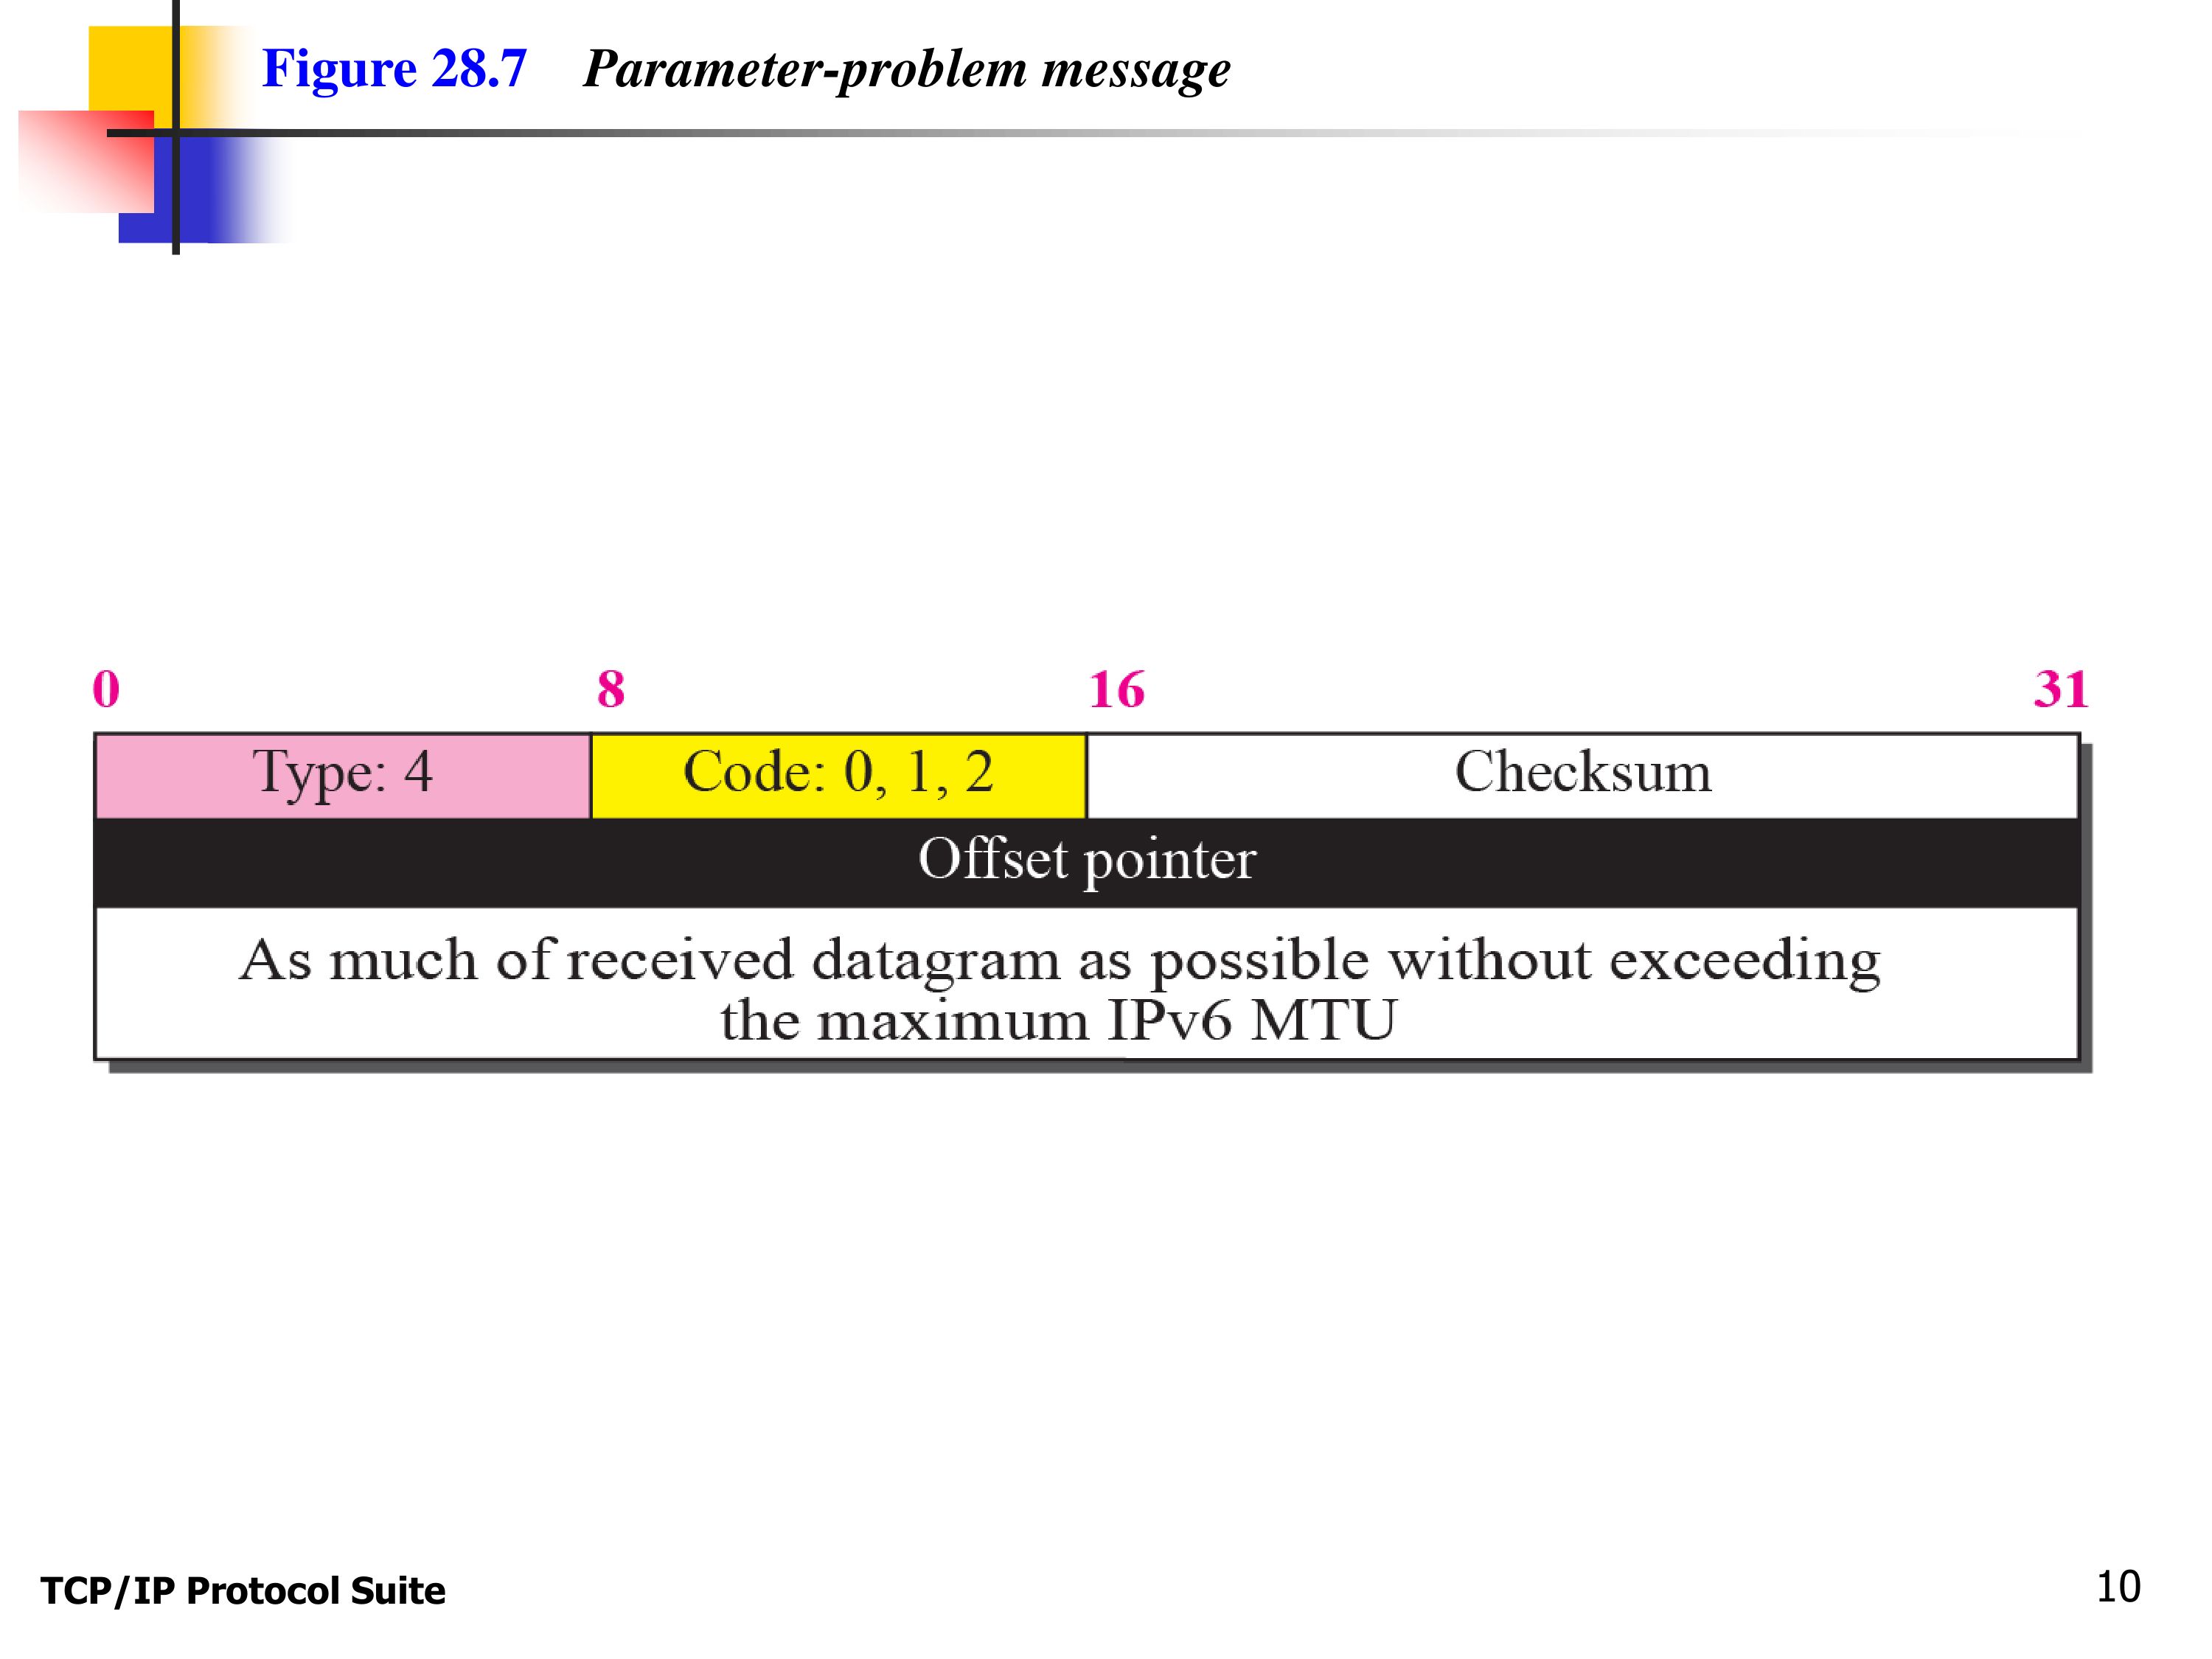 Figure 28.7 Parameter-problem message
0 8 16 31
Type: 4 Code: 0, 1, 2 Checksum
Offset pointer
As much of received datagram as possible without exceeding
the maximum IPv6 MTU
TCP/IP Protocol Suite 10